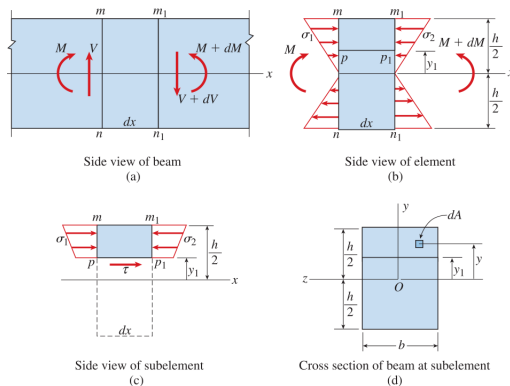 m m₁
M V M + dM
x
V + dV
dx
n n₁
Side view of beam
(a)
m m₁
σ₁ σ₂
M M + dM
p p₁ y₁
h/2
x
h/2
dx
n n₁
Side view of element
(b)
m m₁
σ₁ σ₂
h/2
p τ p₁ y₁
x
dx
Side view of subelement
(c)
y
dA
h/2
y₁ y
z O
h/2
b
Cross section of beam at subelement
(d)